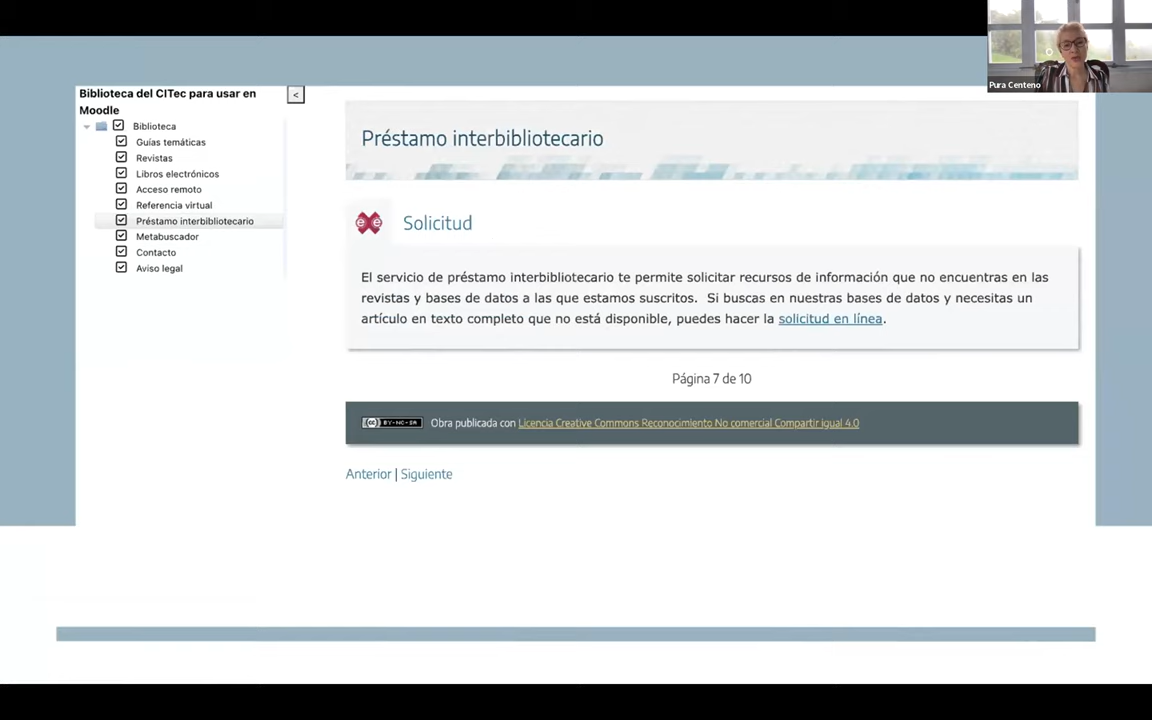 Pura Centeno
Biblioteca del CITec para usar en
Moodle
<
Biblioteca
Guías temáticas
Revistas
Libros electrónicos
Acceso remoto
Referencia virtual
Préstamo interbibliotecario
Metabuscador
Contacto
Aviso legal
Préstamo interbibliotecario
Solicitud
El servicio de préstamo interbibliotecario te permite solicitar recursos de información que no encuentras en las
revistas y bases de datos a las que estamos suscritos. Si buscas en nuestras bases de datos y necesitas un
artículo en texto completo que no está disponible, puedes hacer la solicitud en línea.
Página 7 de 10
cc BY-NC-SA Obra publicada con Licencia Creative Commons Reconocimiento No comercial Compartir igual 4.0
Anterior | Siguiente